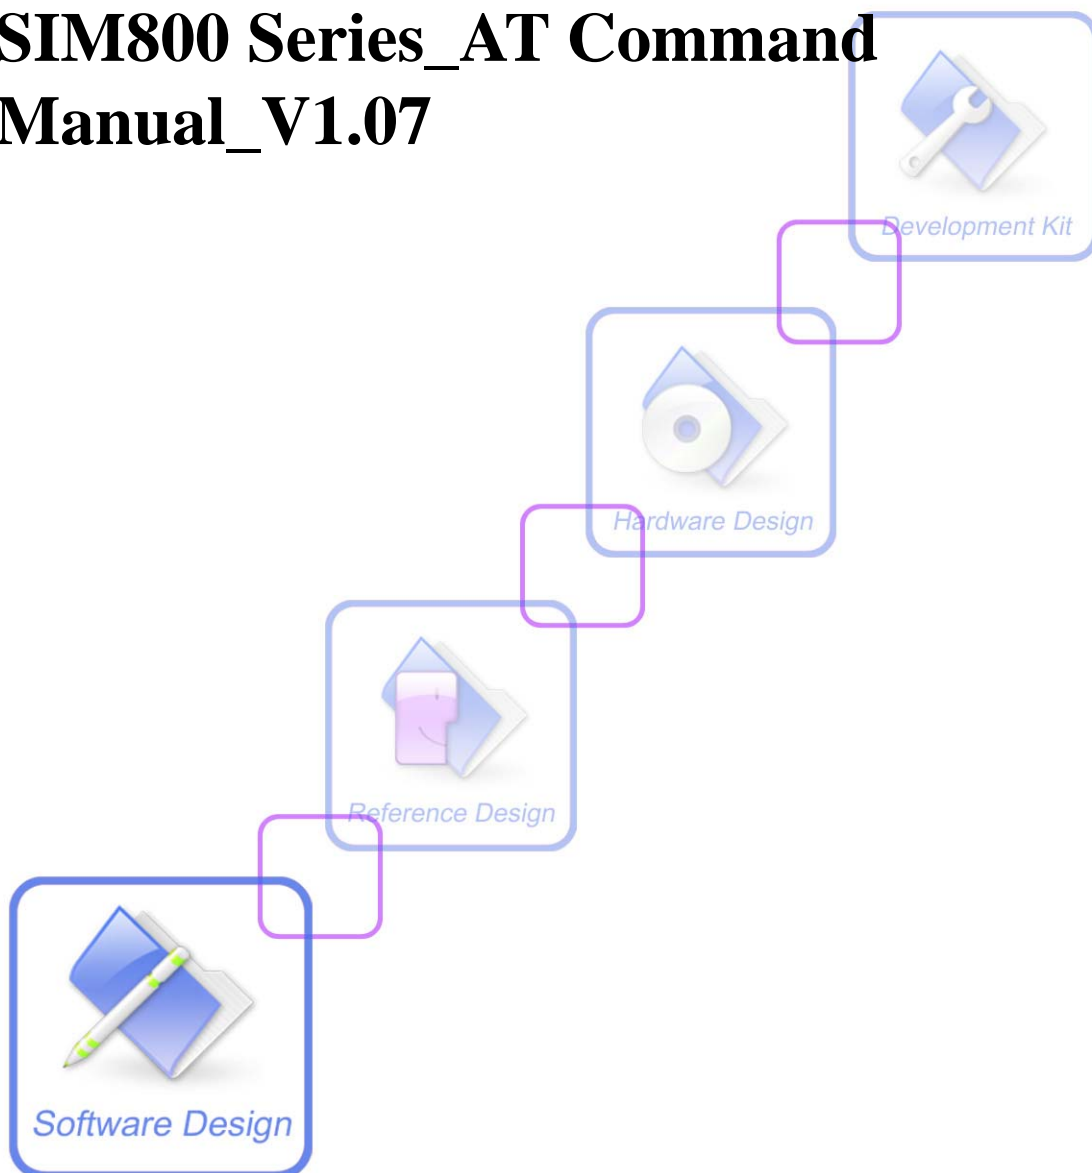 SIM800 Series_AT Command
Manual_V1.07
Development Kit
Hardware Design
Reference Design
Software Design